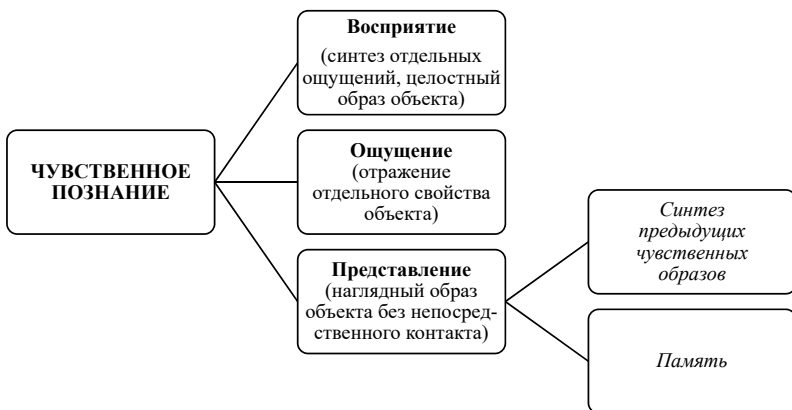 ЧУВСТВЕННОЕ
ПОЗНАНИЕ
Восприятие
(синтез отдельных
ощущений, целостный
образ объекта)
Ощущение
(отражение
отдельного свойства
объекта)
Представление
(наглядный образ
объекта без непосред-
ственного контакта)
Синтез
предыдущих
чувственных
образов
Память